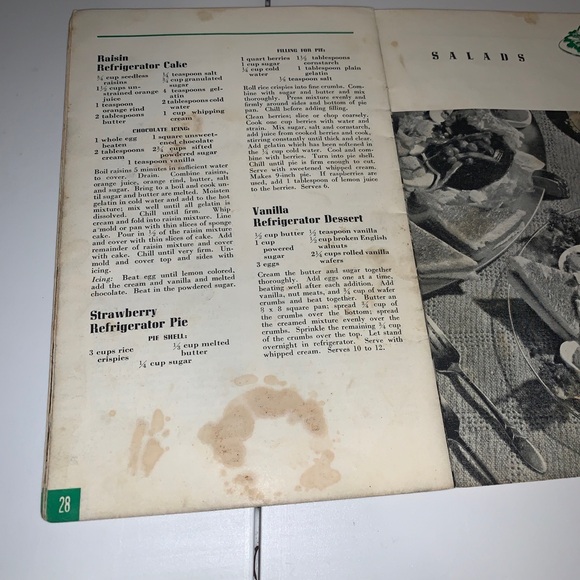 Raisin
Refrigerator Cake
¾ cup seedless
raisins
1½ cups un-
strained orange
juice
1 teaspoon
orange rind
2 tablespoons
butter
¼ teaspoon salt
¾ cup granulated
sugar
4 teaspoons gel-
atin
2 tablespoons cold
water
1 cup whipping
cream
CHOCOLATE ICING:
1 whole egg
beaten
2 tablespoons
cream
1 square unsweet-
ened chocolate
2¼ cups sifted
powdered sugar
1 teaspoon vanilla
Boil raisins 5 minutes in sufficient water
to cover. Drain. Combine raisins,
orange juice, orange rind, butter, salt
and sugar. Bring to a boil and cook un-
til sugar and butter are melted. Moisten
gelatin in cold water and add to the hot
mixture; mix well until all gelatin is
dissolved. Chill until firm. Whip
cream and fold into raisin mixture. Line
a mold or pan with thin slices of sponge
cake. Pour in ½ of the raisin mixture
and cover with thin slices of cake. Add
remainder of raisin mixture and cover
with cake. Chill until very firm. Un-
mold and cover top and sides with
icing.
Icing: Beat egg until lemon colored,
add the cream and vanilla and melted
chocolate. Beat in the powdered sugar.
Strawberry
Refrigerator Pie
PIE SHELL:
3 cups rice
crispies
½ cup melted
butter
¼ cup sugar
28
FILLING FOR PIE:
1 quart berries
1 cup sugar
¼ cup cold
water
1½ tablespoons
cornstarch
1 tablespoon plain
gelatin
⅛ teaspoon salt
Roll rice crispies into fine crumbs. Com-
bine with sugar and butter and mix
thoroughly. Press mixture evenly and
firmly around sides and bottom of pie
pan. Chill before adding filling.
Clean berries; slice or chop coarsely.
Cook one cup berries with water and
strain. Mix sugar, salt and cornstarch,
add juice from cooked berries and cook,
stirring constantly until thick and clear.
Add gelatin which has been softened in
the ¼ cup cold water. Cool and com-
bine with berries. Turn into pie shell.
Chill until pie is firm enough to cut.
Serve with sweetened whipped cream.
Makes 9-inch pie. If raspberries are
used, add 1 tablespoon of lemon juice
to the berries. Serves 6.
Vanilla
Refrigerator Dessert
½ cup butter
1 cup
powdered
sugar
3 eggs
½ teaspoon vanilla
½ cup broken English
walnuts
2¼ cups rolled vanilla
wafers
Cream the butter and sugar together
thoroughly. Add eggs one at a time,
beating well after each addition. Add
vanilla, nut meats, and ¾ cup of wafer
crumbs and beat together. Butter an
8 x 8 square pan; spread ¾ cup of
the crumbs over the bottom; spread
the creamed mixture evenly over the
crumbs. Sprinkle the remaining ¾ cup
of the crumbs over the top. Let stand
overnight in refrigerator. Serve with
whipped cream. Serves 10 to 12.
SALADS